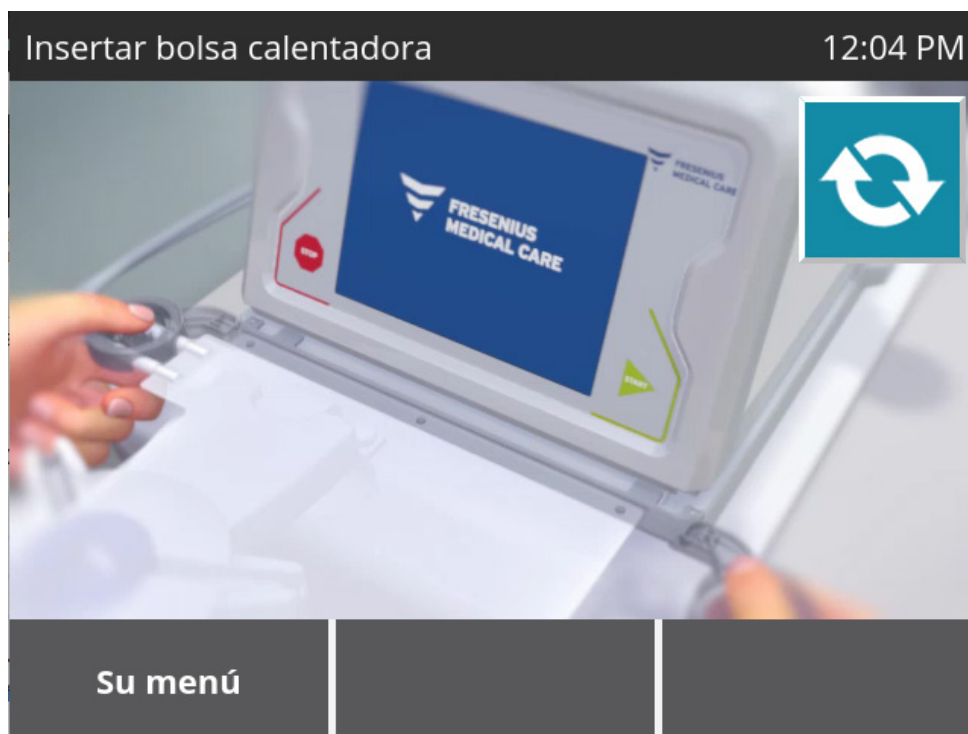 Insertar bolsa calentadora
12:04 PM
FRESENIUS
MEDICAL CARE
FRESENIUS
MEDICAL CARE
STOP
START
Su menú